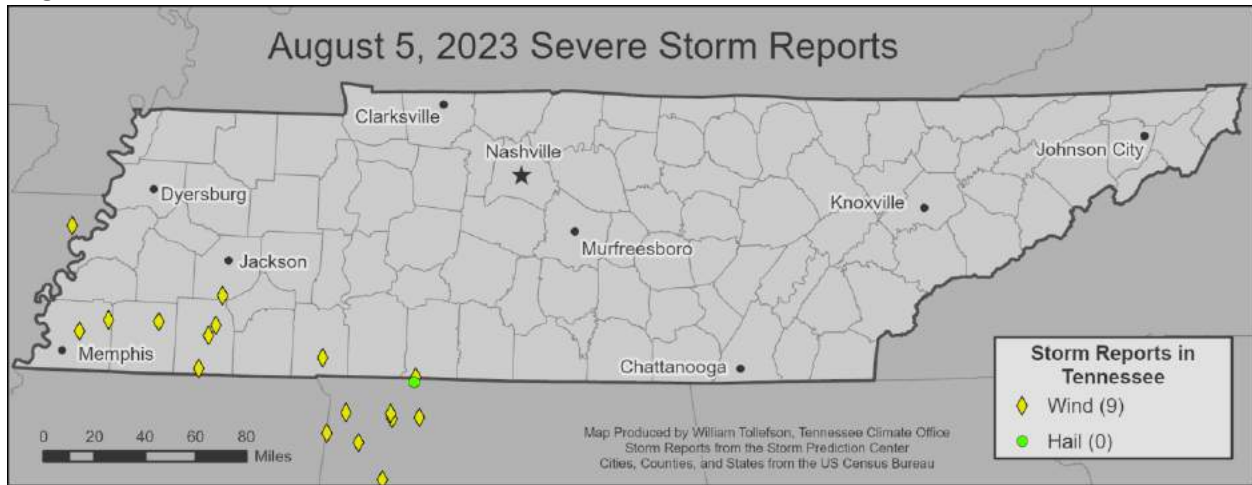 August 5, 2023 Severe Storm Reports
Clarksville
Nashville
Johnson City
Dyersburg
Knoxville
Murfreesboro
Jackson
Memphis
Chattanooga
Storm Reports in
Tennessee
Wind (9)
Hail (0)
0 20 40 60 80
Miles
Map Produced by William Tollefson, Tennessee Climate Office
Storm Reports from the Storm Prediction Center
Cities, Counties, and States from the US Census Bureau